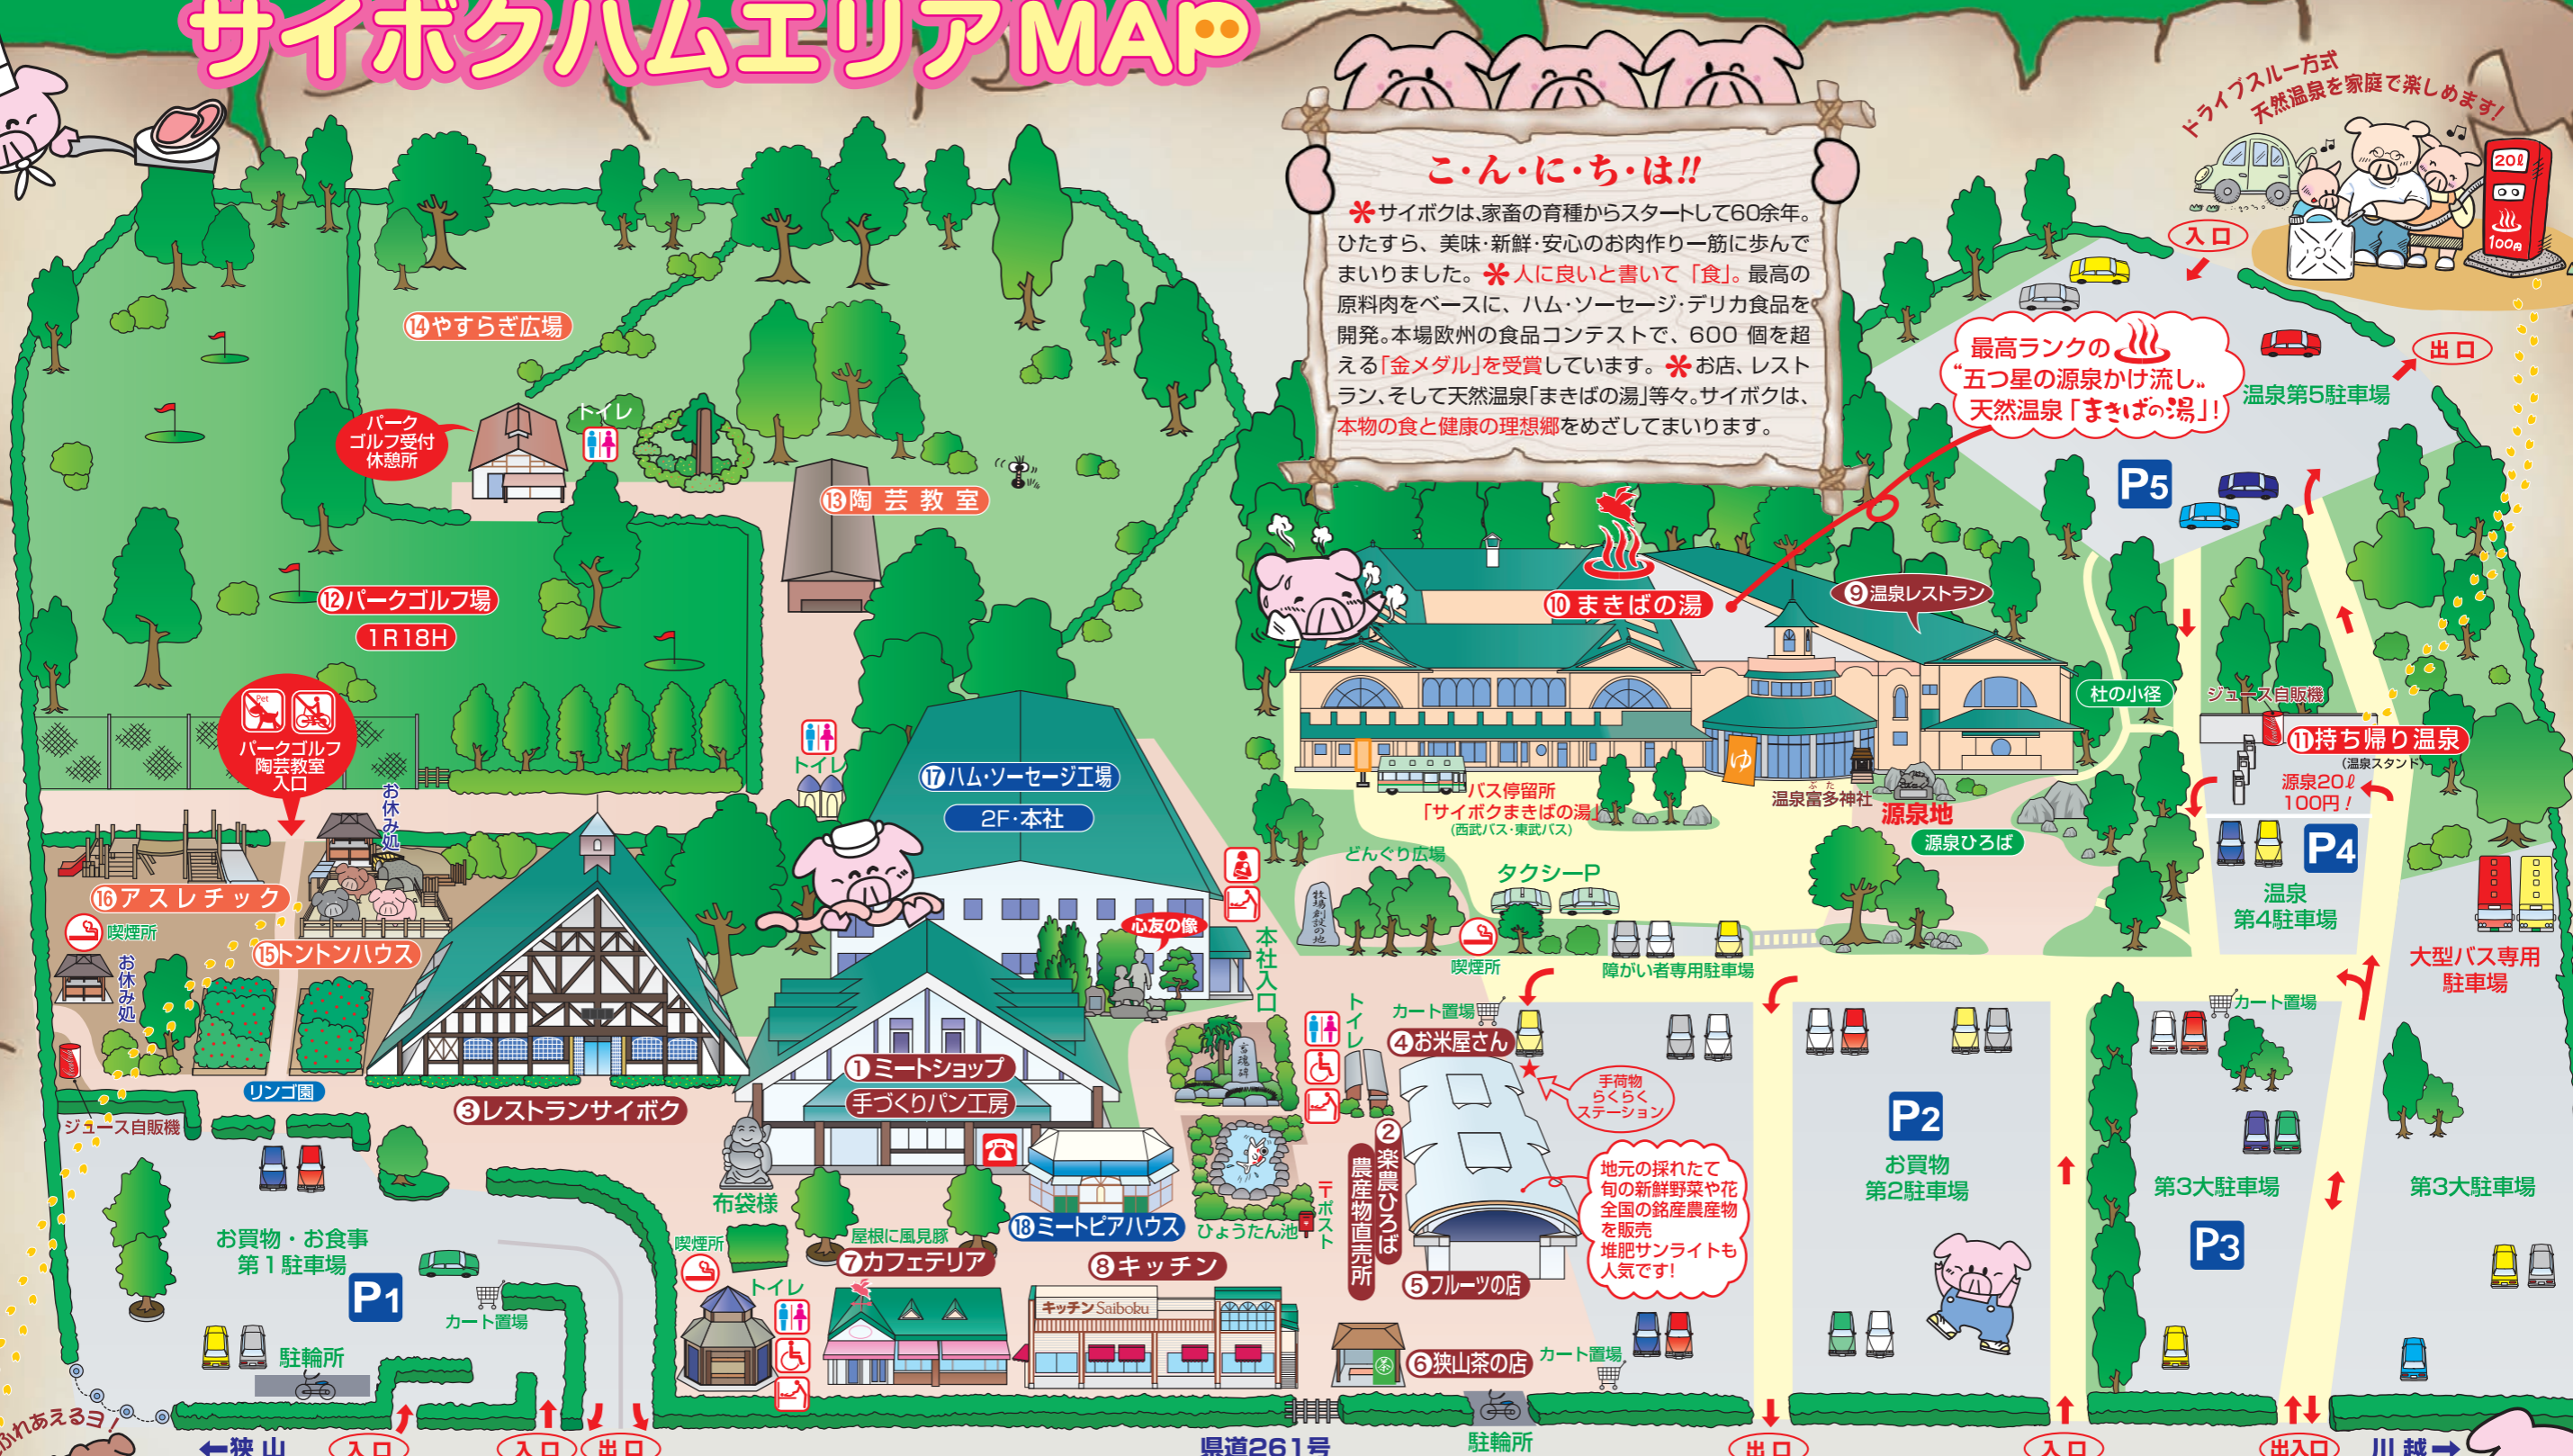 サイボクハムエリアMAP
ドライブスルー方式
天然温泉を家庭で楽しめます!
20ℓ
100円
こ・ん・に・ち・は!!
＊サイボクは、家畜の育種からスタートして60余年。
ひたすら、美味・新鮮・安心のお肉作り一筋に歩んで
まいりました。＊人に良いと書いて「食」。最高の
原料肉をベースに、ハム・ソーセージ・デリカ食品を
開発。本場欧州の食品コンテストで、600 個を超
える「金メダル」を受賞しています。＊お店、レスト
ラン、そして天然温泉「まきばの湯」等々。サイボクは、
本物の食と健康の理想郷をめざしてまいります。
入口
出口
最高ランクの
“五つ星の源泉かけ流し„
天然温泉「まきばの湯」!
温泉第5駐車場
P5
⑭やすらぎ広場
パーク
ゴルフ受付
休憩所
トイレ
⑬陶芸教室
⑫パークゴルフ場
1R18H
Pet
パークゴルフ
陶芸教室
入口
お休み処
トイレ
⑰ハム・ソーセージ工場
2F・本社
⑩まきばの湯
⑨温泉レストラン
ゆ
杜の小径
ジュース自販機
⑪持ち帰り温泉
(温泉スタンド)
源泉20ℓ
100円!
バス停留所
「サイボクまきばの湯」
(西武バス・東武バス)
ぶた
温泉富多神社
源泉地
源泉ひろば
どんぐり広場
牧場創設の地
タクシーP
喫煙所
障がい者専用駐車場
P4
温泉
第4駐車場
大型バス専用
駐車場
⑯アスレチック
喫煙所
お休み処
⑮トントンハウス
リンゴ園
ジュース自販機
③レストランサイボク
心友の像
本社入口
①ミートショップ
手づくりパン工房
布袋様
言魂碑
トイレ
カート置場
④お米屋さん
手荷物
らくらく
ステーション
②楽農ひろば
農産物直売所
地元の採れたて
旬の新鮮野菜や花
全国の銘産農産物
を販売
堆肥サンライトも
人気です!
⑤フルーツの店
P2
お買物
第2駐車場
カート置場
第3大駐車場
P3
第3大駐車場
お買物・お食事
第1駐車場
P1
カート置場
駐輪所
喫煙所
トイレ
屋根に風見豚
⑦カフェテリア
⑱ミートピアハウス
ひょうたん池
〒ポスト
⑧キッチン
キッチンSaiboku
茶
⑥狭山茶の店
カート置場
ふれあえるヨ!
←狭山
入口
入口
出口
県道261号
駐輪所
出口
入口
出入口
川越→